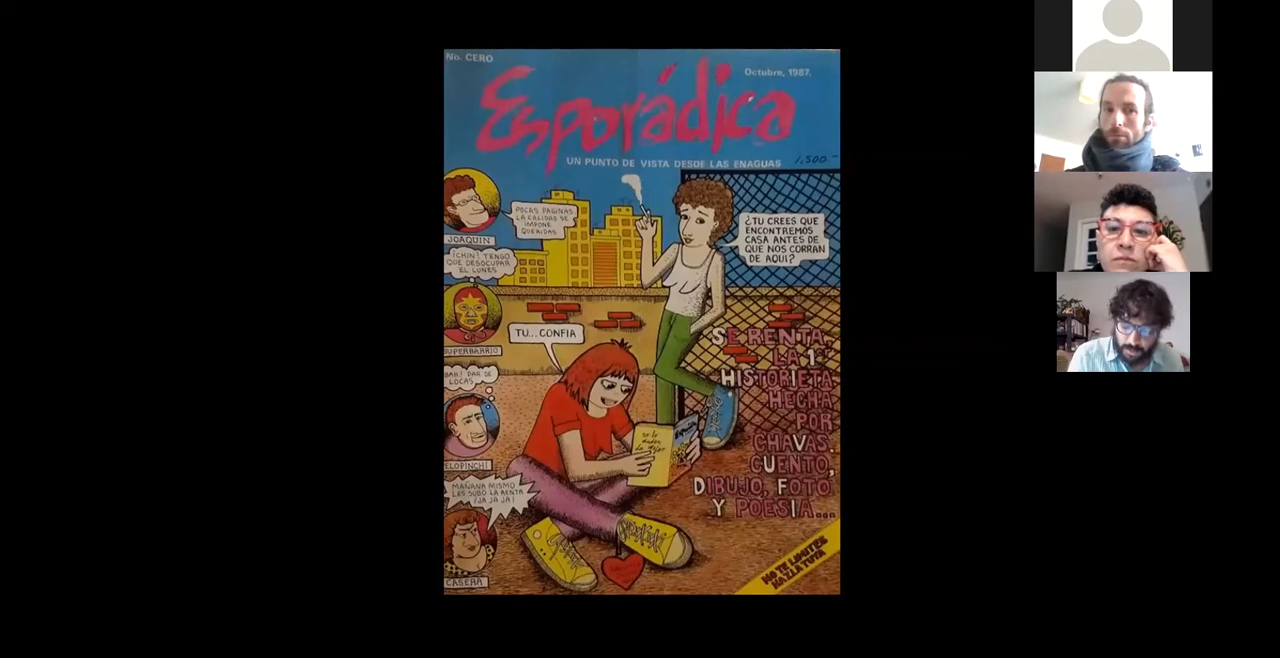 No. CERO
Octubre, 1987.
Esporádica
UN PUNTO DE VISTA DESDE LAS ENAGUAS
1,500.-
POCAS PAGINAS
LA CALIDAD SE
IMPONE
QUERIDAS
JOAQUIN
¡CHIN! TENGO
QUE DESOCUPAR
EL LUNES
SUPERBARRIO
BAH! PAR DE
LOCAS
ELOPINCHI
MAÑANA MISMO
LES SUBO LA RENTA
¡JA JA JA!
CASERA
¿TU CREES QUE
ENCONTREMOS
CASA ANTES DE
QUE NOS CORRAN
DE AQUI?
TU...CONFIA
SE RENTA,
LA 1ª
HISTORIETA
HECHA
POR
CHAVAS.
CUENTO,
DIBUJO, FOTO
Y POESIA...
NO TE LIMITES
HAZLA TUYA